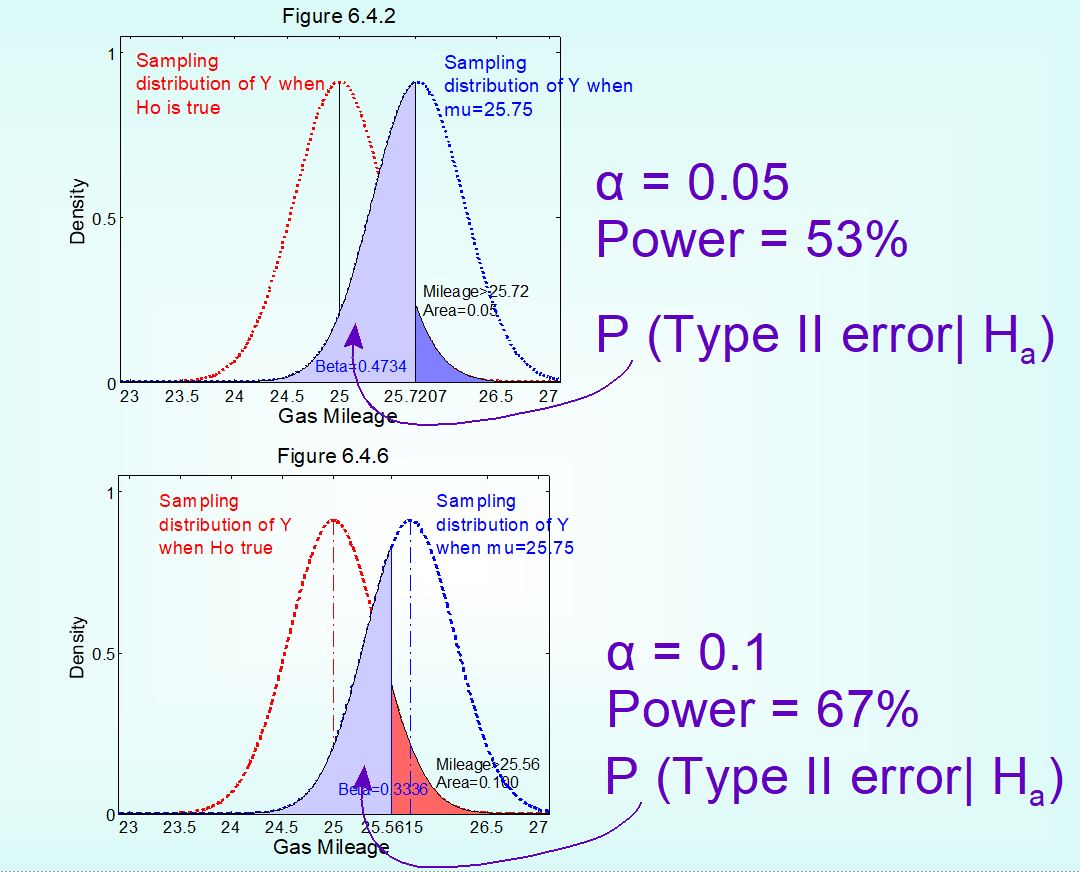 Figure 6.4.2
1
Sampling
distribution of Y when
Ho is true
Sampling
distribution of Y when
mu=25.75
Density
0.5
Mileage>25.72
Area=0.05
Beta=0.4734
0
23 23.5 24 24.5 25 25.7207 26.5 27
Gas Mileage
α = 0.05
Power = 53%
P (Type II error| Ha)
Figure 6.4.6
1
Sampling
distribution of Y
when Ho true
Sampling
distribution of Y
when mu=25.75
Density
0.5
Mileage>25.56
Area=0.100
Beta=0.3336
0
23 23.5 24 24.5 25 25.5615 26.5 27
Gas Mileage
α = 0.1
Power = 67%
P (Type II error| Ha)